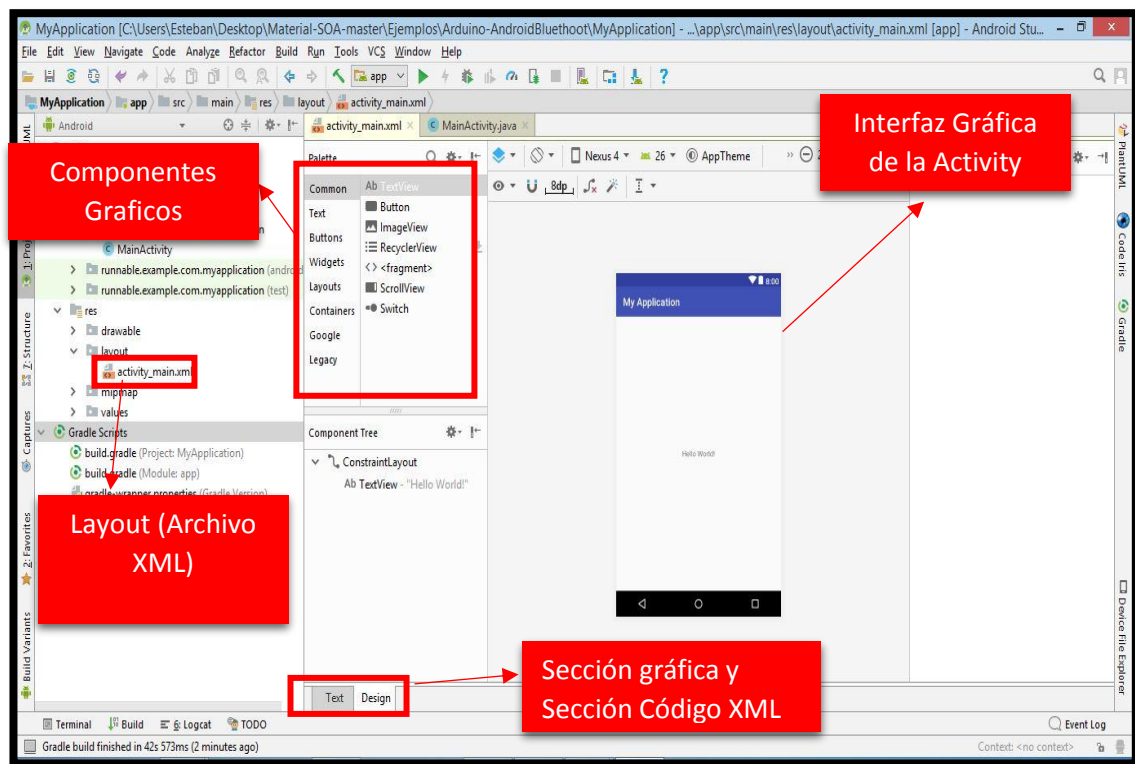 MyApplication [C:\Users\Esteban\Desktop\Material-SOA-master\Ejemplos\Arduino-AndroidBluethoot\MyApplication] - ...\app\src\main\res\layout\activity_main.xml [app] - Android Stu...
File Edit View Navigate Code Analyze Refactor Build Run Tools VCS Window Help
app
MyApplication app src main res layout activity_main.xml
Android
activity_main.xml
MainActivity.java
Interfaz Gráfica
de la Activity
Componentes
Graficos
Palette
Nexus 4
26
AppTheme
8dp
Common
Text
Buttons
Widgets
Layouts
Containers
Google
Legacy
Ab TextView
Button
ImageView
RecyclerView
<fragment>
ScrollView
Switch
MainActivity
runnable.example.com.myapplication
runnable.example.com.myapplication (test)
res
drawable
layout
activity_main.xml
mipmap
values
Gradle Scripts
build.gradle (Project: MyApplication)
build.gradle (Module: app)
gradle-wrapper.properties (Gradle Version)
Layout (Archivo
XML)
Component Tree
ConstraintLayout
Ab TextView - "Hello World!"
8:00
My Application
Hello World!
Sección gráfica y
Sección Código XML
Text
Design
Z: Structure
Captures
2: Favorites
Build Variants
PlantUML
Code Iris
Gradle
Device File Explorer
Terminal
Build
6: Logcat
TODO
Event Log
Gradle build finished in 42s 573ms (2 minutes ago)
Context: <no context>